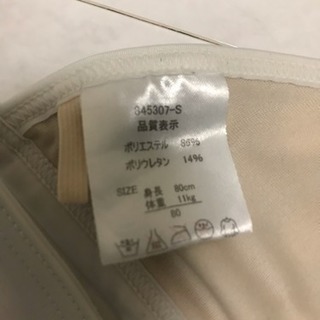 S45307-S
品質表示
ポリエステル 86%
ポリウレタン 14%
SIZE 身長 80cm
体重 11kg
80